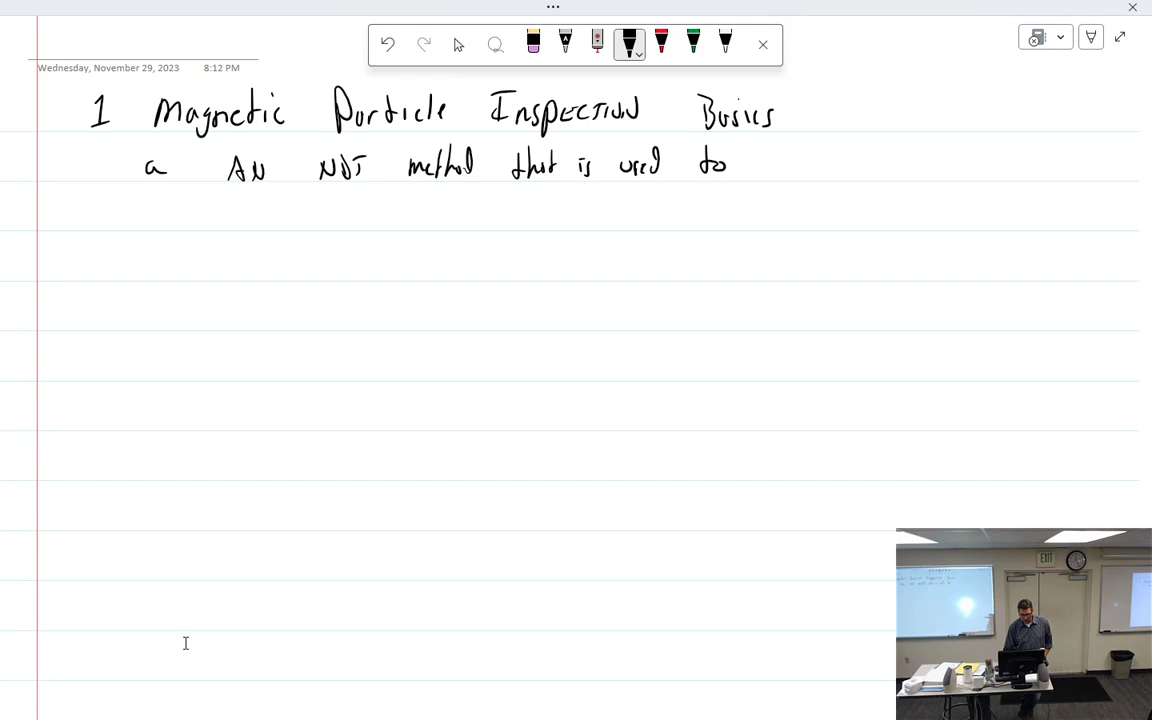 Wednesday, November 29, 2023 8:12 PM
1 Magnetic Particle Inspection Basics
a AN NDT method that is used to
EXIT